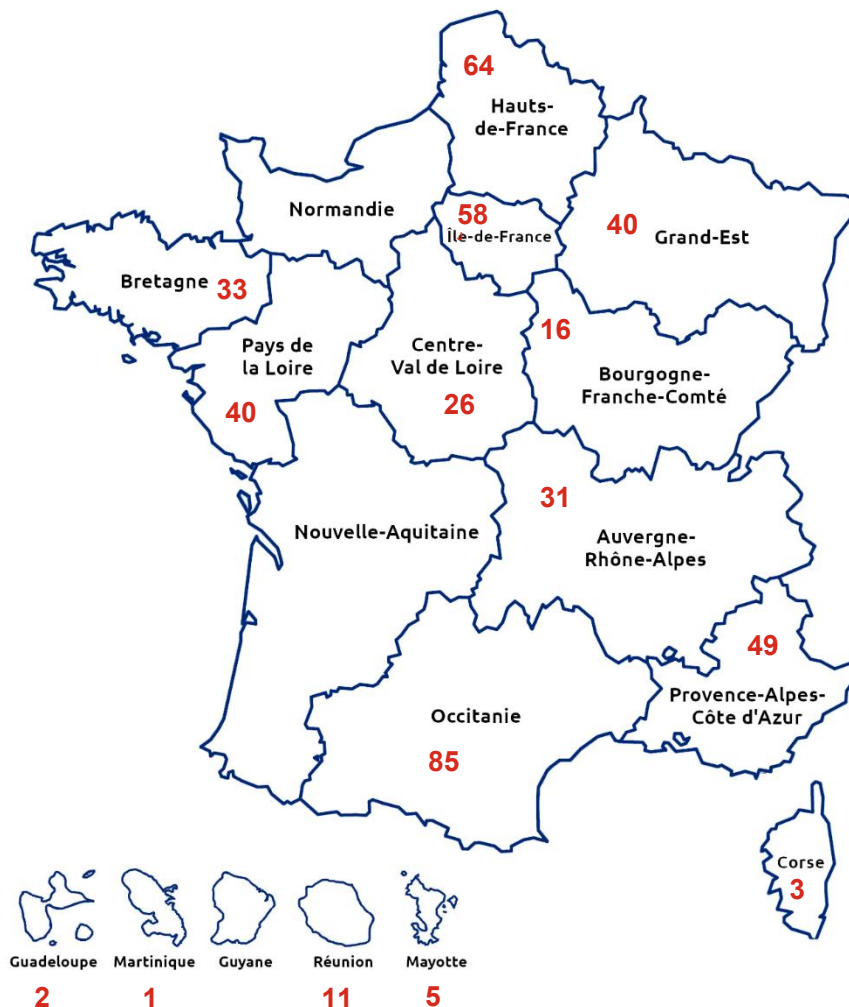 64
Hauts-
de-France
Normandie
58
Île-de-France
40
Grand-Est
Bretagne 33
Pays de
la Loire
40
Centre-
Val de Loire
26
16
Bourgogne-
Franche-Comté
31
Auvergne-
Rhône-Alpes
Nouvelle-Aquitaine
49
Provence-Alpes-
Côte d'Azur
Occitanie
85
Corse
3
Guadeloupe Martinique Guyane Réunion Mayotte
2 1 11 5